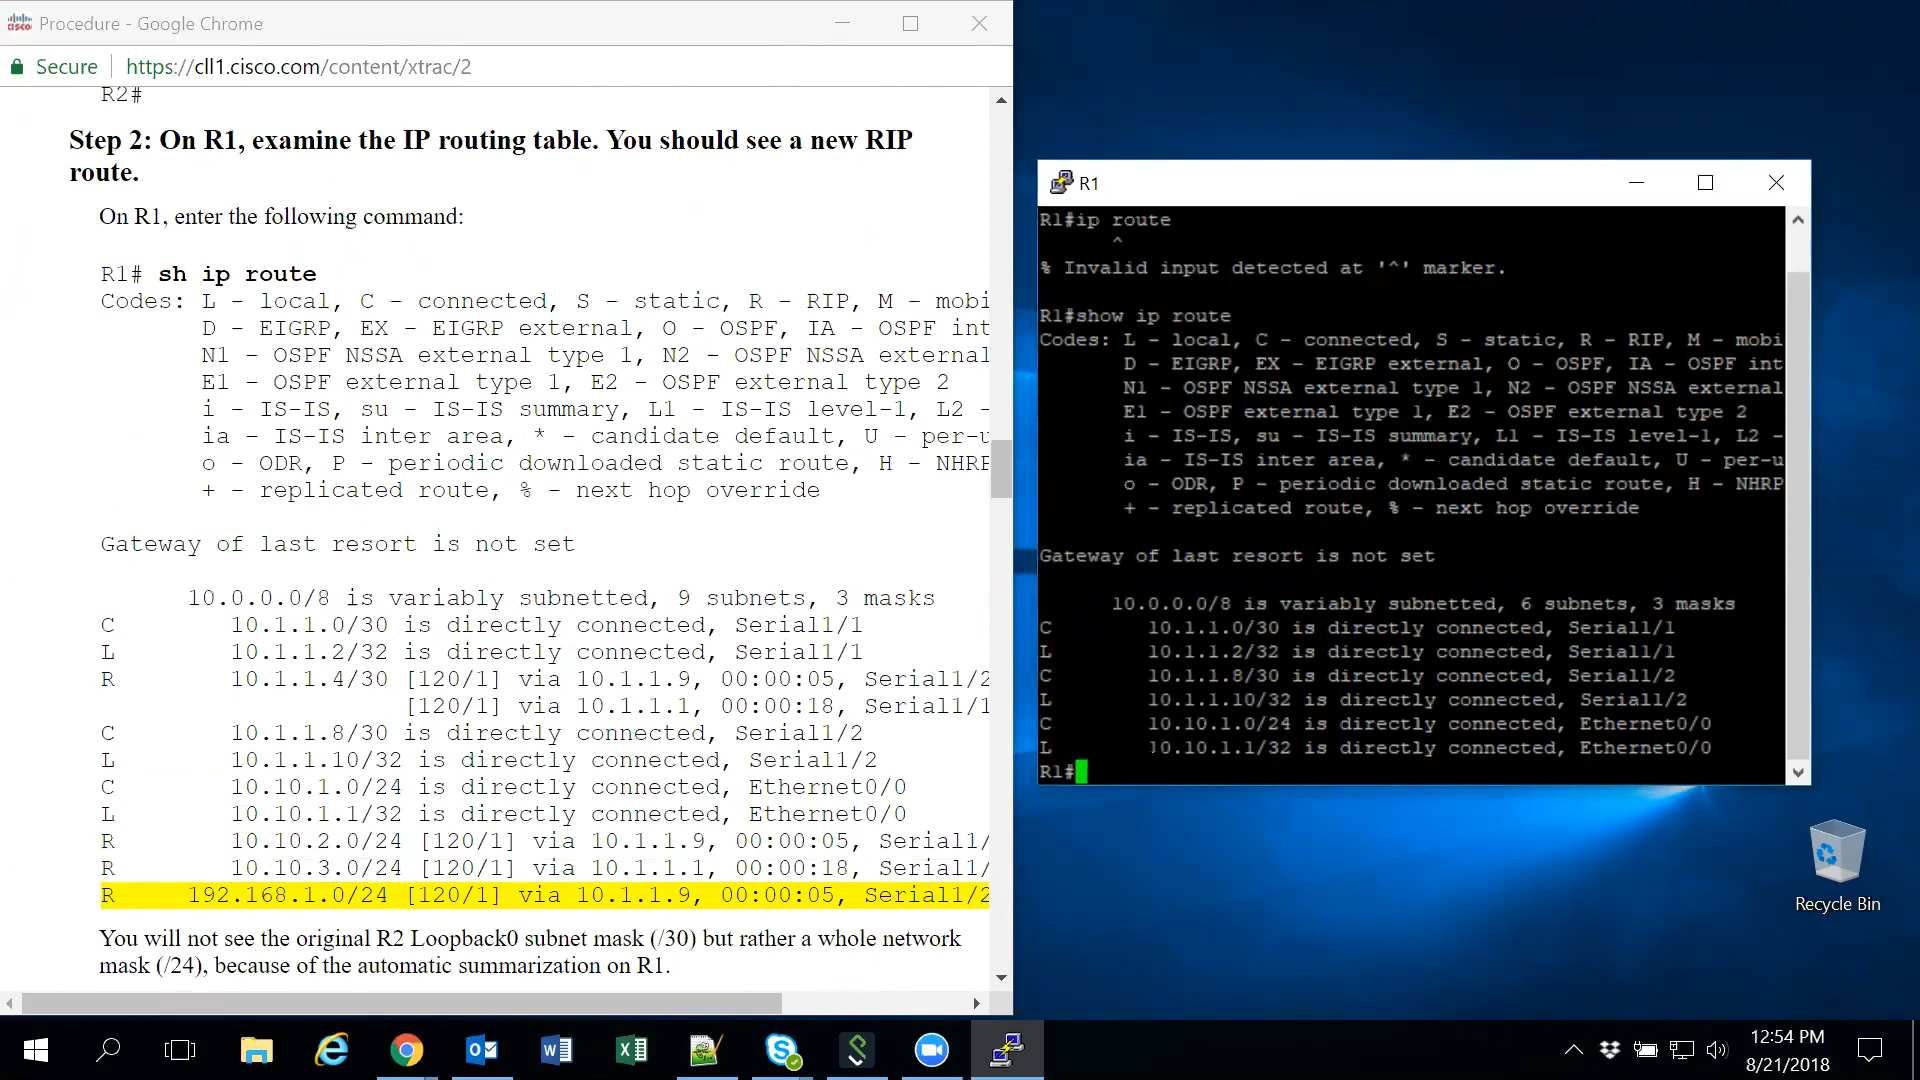 Procedure - Google Chrome
Secure https://cll1.cisco.com/content/xtrac/2
R2#
Step 2: On R1, examine the IP routing table. You should see a new RIP
route.
On R1, enter the following command:
R1# sh ip route
Codes: L - local, C - connected, S - static, R - RIP, M - mobi
D - EIGRP, EX - EIGRP external, O - OSPF, IA - OSPF int
N1 - OSPF NSSA external type 1, N2 - OSPF NSSA external
E1 - OSPF external type 1, E2 - OSPF external type 2
i - IS-IS, su - IS-IS summary, L1 - IS-IS level-1, L2 -
ia - IS-IS inter area, * - candidate default, U - per-u
o - ODR, P - periodic downloaded static route, H - NHRP
+ - replicated route, % - next hop override
Gateway of last resort is not set
10.0.0.0/8 is variably subnetted, 9 subnets, 3 masks
C 10.1.1.0/30 is directly connected, Serial1/1
L 10.1.1.2/32 is directly connected, Serial1/1
R 10.1.1.4/30 [120/1] via 10.1.1.9, 00:00:05, Serial1/2
[120/1] via 10.1.1.1, 00:00:18, Serial1/1
C 10.1.1.8/30 is directly connected, Serial1/2
L 10.1.1.10/32 is directly connected, Serial1/2
C 10.10.1.0/24 is directly connected, Ethernet0/0
L 10.10.1.1/32 is directly connected, Ethernet0/0
R 10.10.2.0/24 [120/1] via 10.1.1.9, 00:00:05, Serial1/
R 10.10.3.0/24 [120/1] via 10.1.1.1, 00:00:18, Serial1/
R 192.168.1.0/24 [120/1] via 10.1.1.9, 00:00:05, Serial1/2
You will not see the original R2 Loopback0 subnet mask (/30) but rather a whole network
mask (/24), because of the automatic summarization on R1.
R1
R1#ip route
^
% Invalid input detected at '^' marker.
R1#show ip route
Codes: L - local, C - connected, S - static, R - RIP, M - mobi
D - EIGRP, EX - EIGRP external, O - OSPF, IA - OSPF int
N1 - OSPF NSSA external type 1, N2 - OSPF NSSA external
E1 - OSPF external type 1, E2 - OSPF external type 2
i - IS-IS, su - IS-IS summary, L1 - IS-IS level-1, L2 -
ia - IS-IS inter area, * - candidate default, U - per-u
o - ODR, P - periodic downloaded static route, H - NHRP
+ - replicated route, % - next hop override
Gateway of last resort is not set
10.0.0.0/8 is variably subnetted, 6 subnets, 3 masks
C 10.1.1.0/30 is directly connected, Serial1/1
L 10.1.1.2/32 is directly connected, Serial1/1
C 10.1.1.8/30 is directly connected, Serial1/2
L 10.1.1.10/32 is directly connected, Serial1/2
C 10.10.1.0/24 is directly connected, Ethernet0/0
L 10.10.1.1/32 is directly connected, Ethernet0/0
R1#
Recycle Bin
12:54 PM
8/21/2018